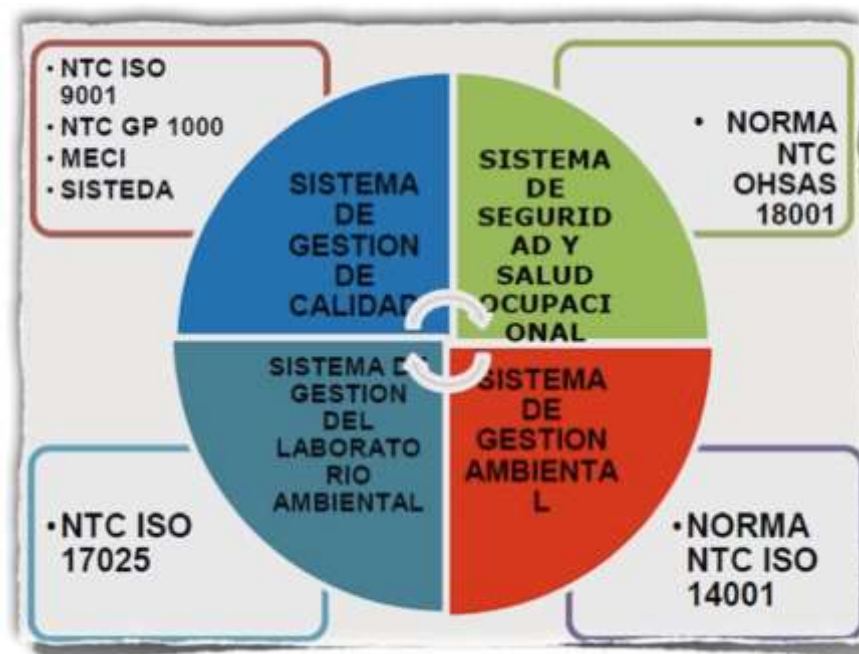 • NTC ISO
9001
• NTC GP 1000
• MECI
• SISTEDA
SISTEMA
DE
GESTION
DE
CALIDAD
SISTEMA
DE
SEGURID
AD Y
SALUD
OCUPACI
ONAL
• NORMA
NTC
OHSAS
18001
SISTEMA DE
GESTION
DEL
LABORATO
RIO
AMBIENTAL
SISTEMA
DE
GESTION
AMBIENTA
L
•NTC ISO
17025
•NORMA
NTC ISO
14001